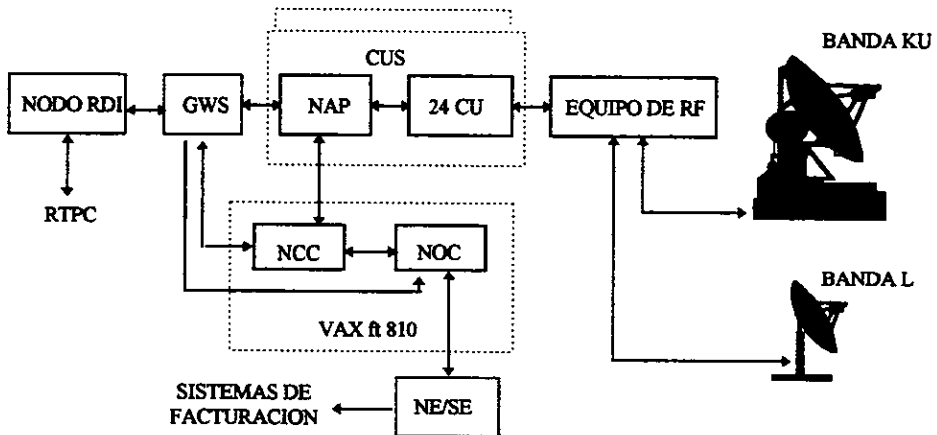 BANDA KU
CUS
NODO RDI
GWS
NAP
24 CU
EQUIPO DE RF
RTPC
NCC
NOC
BANDA L
VAX ft 810
SISTEMAS DE
FACTURACION
NE/SE